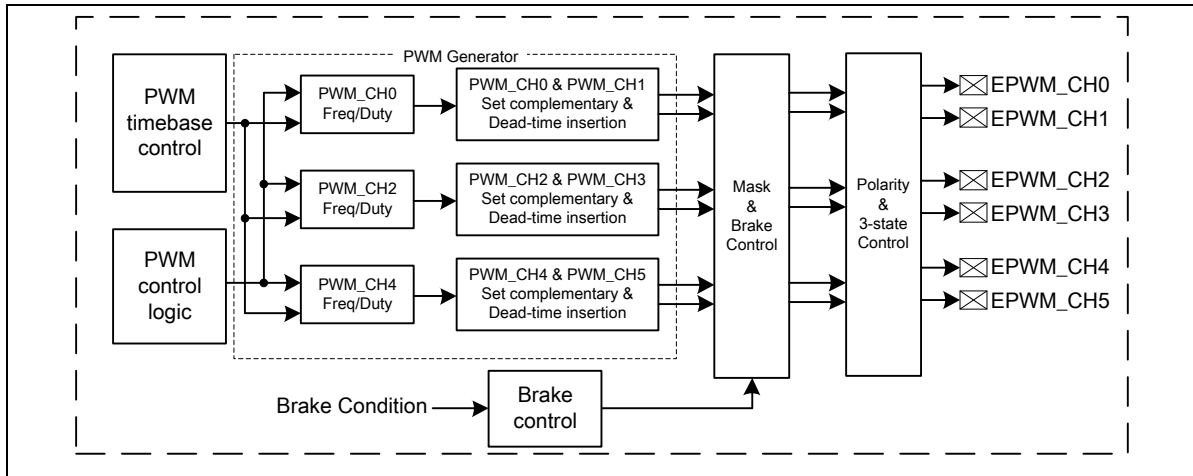 PWM Generator
PWM
timebase
control
PWM_CH0
Freq/Duty
PWM_CH0 & PWM_CH1
Set complementary &
Dead-time insertion
PWM_CH2
Freq/Duty
PWM_CH2 & PWM_CH3
Set complementary &
Dead-time insertion
PWM
control
logic
PWM_CH4
Freq/Duty
PWM_CH4 & PWM_CH5
Set complementary &
Dead-time insertion
Mask
&
Brake
Control
Polarity
&
3-state
Control
EPWM_CH0
EPWM_CH1
EPWM_CH2
EPWM_CH3
EPWM_CH4
EPWM_CH5
Brake Condition
Brake
control